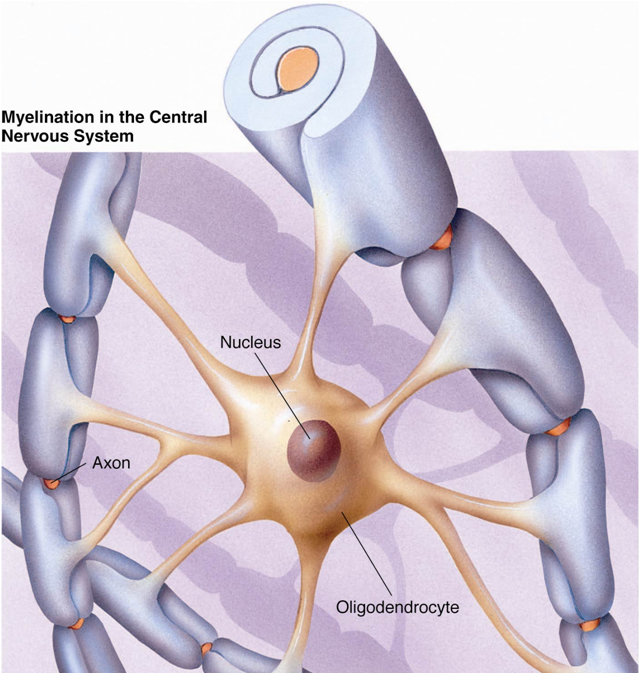 Myelination in the Central
Nervous System
Nucleus
Axon
Oligodendrocyte